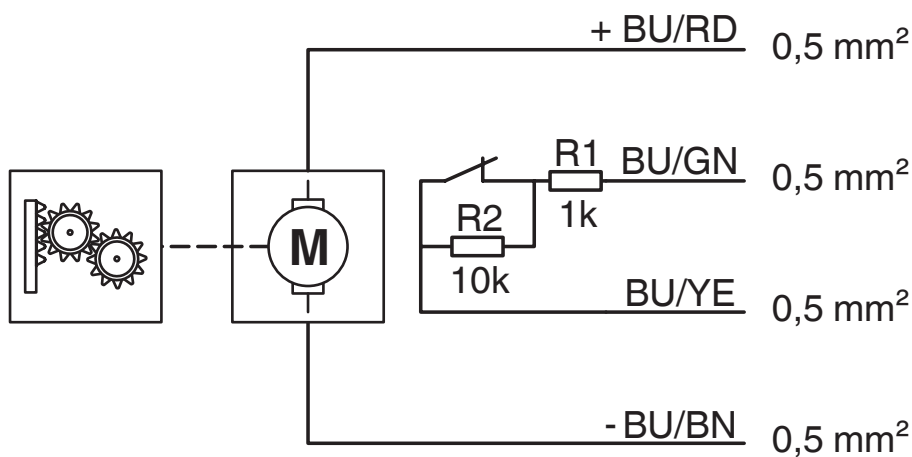 + BU/RD 0,5 mm²
R1 BU/GN 0,5 mm²
1k
R2
10k
M
BU/YE 0,5 mm²
- BU/BN 0,5 mm²